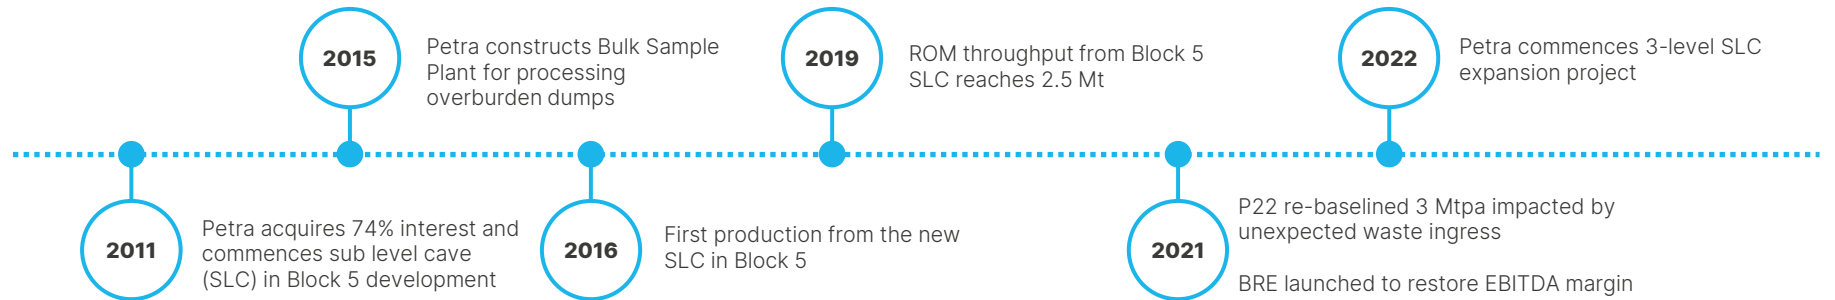 2011
Petra acquires 74% interest and
commences sub level cave
(SLC) in Block 5 development
2015
Petra constructs Bulk Sample
Plant for processing
overburden dumps
2016
First production from the new
SLC in Block 5
2019
ROM throughput from Block 5
SLC reaches 2.5 Mt
2021
P22 re-baselined 3 Mtpa impacted by
unexpected waste ingress
BRE launched to restore EBITDA margin
2022
Petra commences 3-level SLC
expansion project